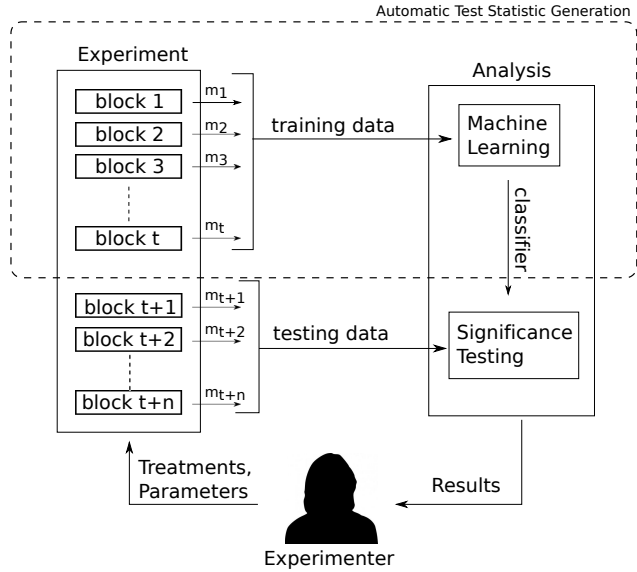 Automatic Test Statistic Generation
Experiment
Analysis
block 1
m1
block 2
m2
block 3
m3
block t
mt
training data
Machine
Learning
classifier
block t+1
mt+1
block t+2
mt+2
block t+n
mt+n
testing data
Significance
Testing
Treatments,
Parameters
Results
Experimenter